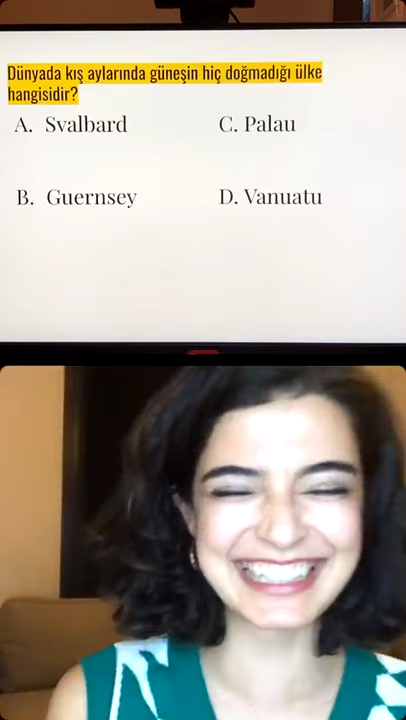 Dünyada kış aylarında güneşin hiç doğmadığı ülke
hangisidir?
A. Svalbard
C. Palau
B. Guernsey
D. Vanuatu